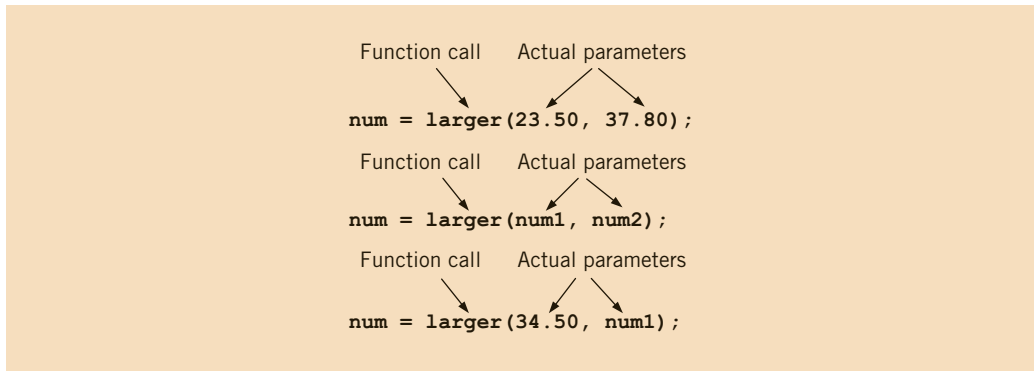 Function call Actual parameters
num = larger(23.50, 37.80);
Function call Actual parameters
num = larger(num1, num2);
Function call Actual parameters
num = larger(34.50, num1);